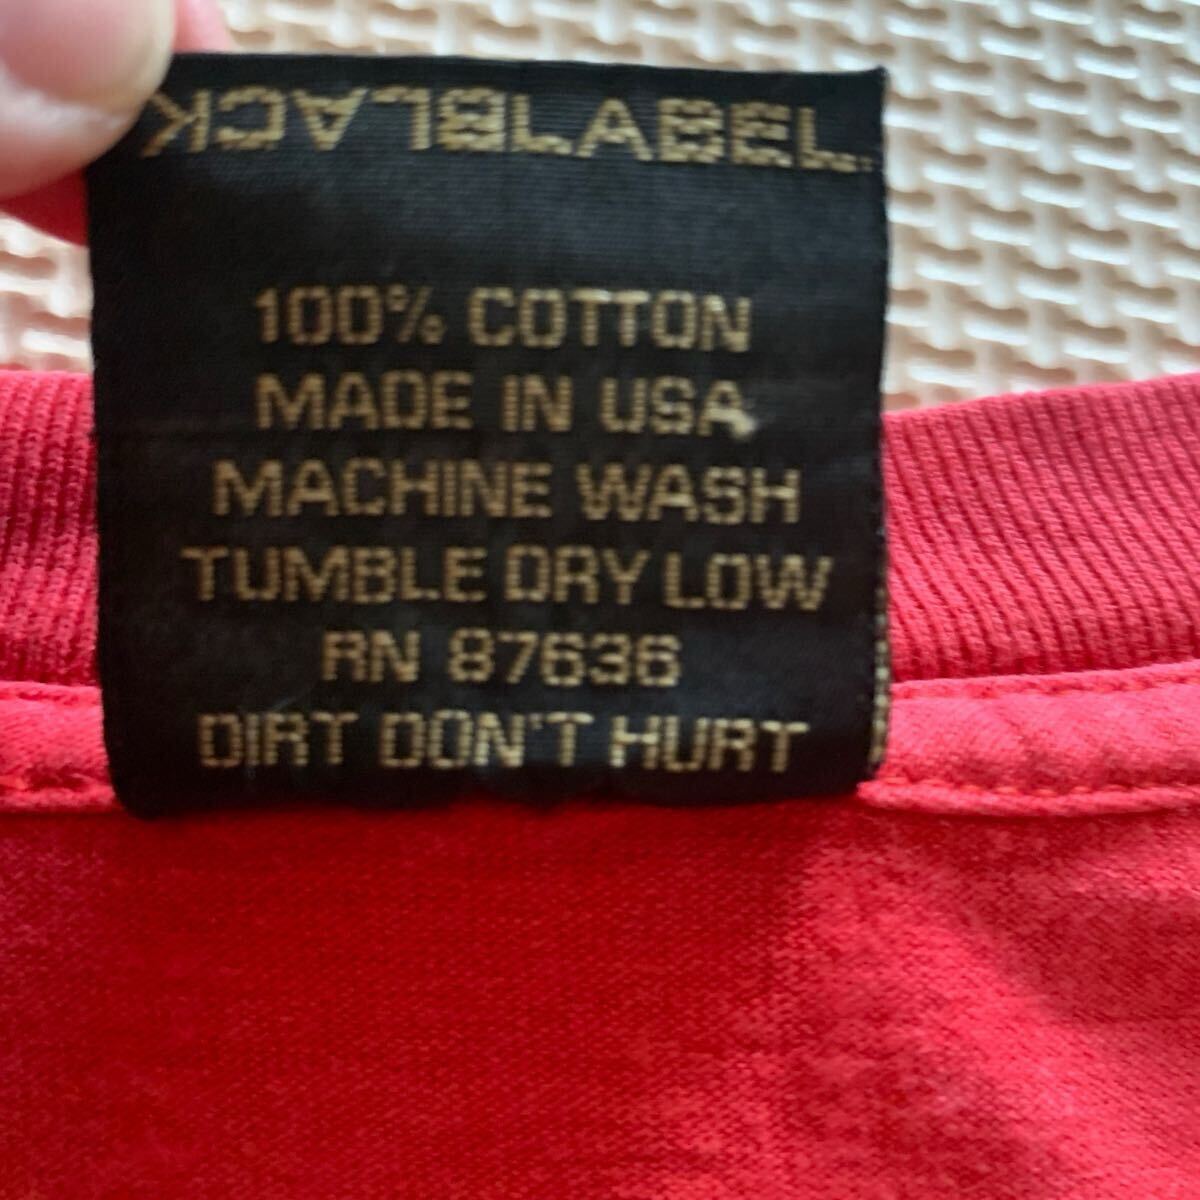 BLACK LABEL
100% COTTON
MADE IN USA
MACHINE WASH
TUMBLE DRY LOW
RN 87636
DIRT DON'T HURT